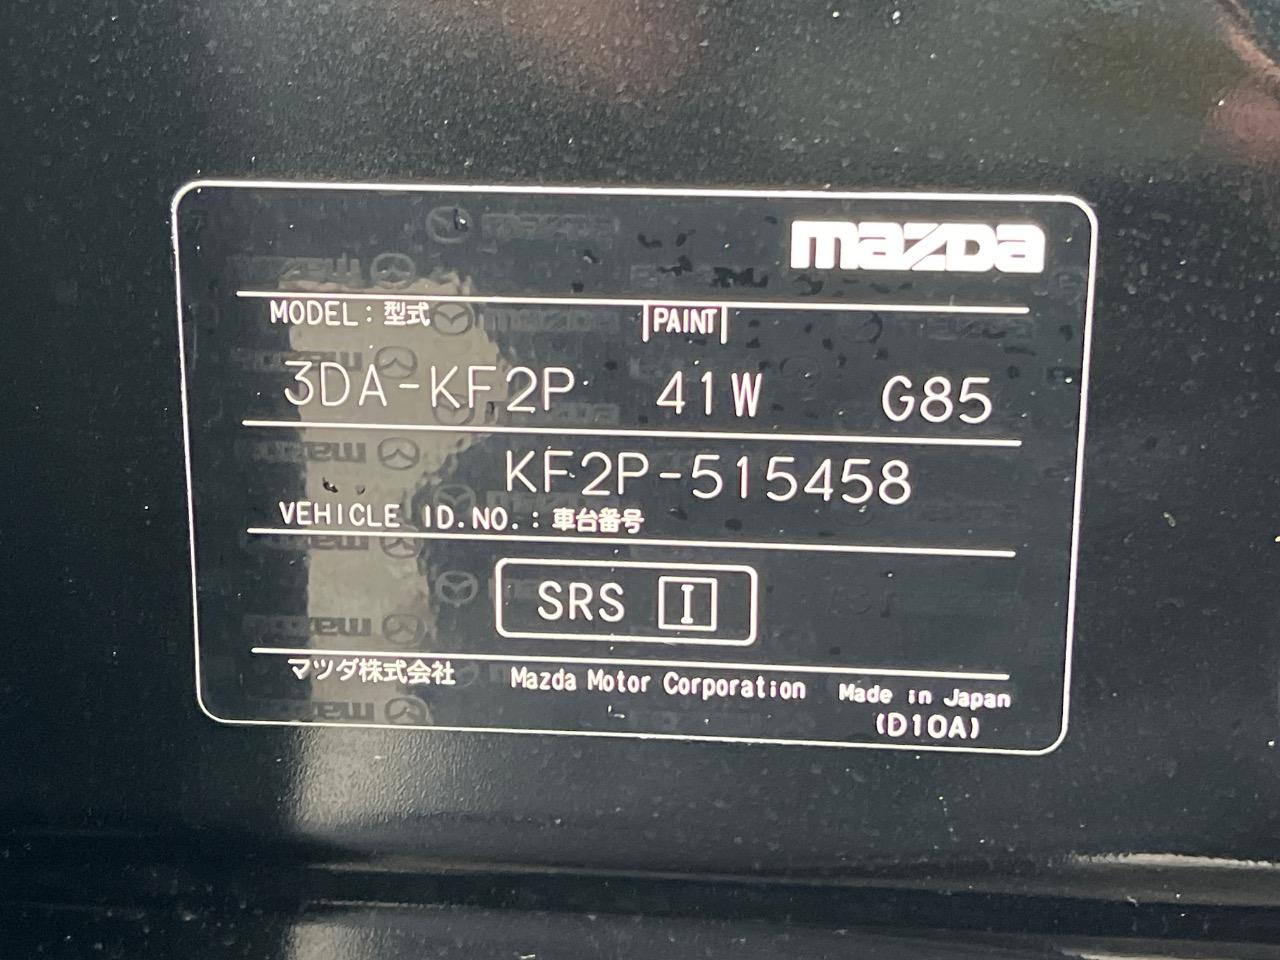 mazda
MODEL：型式 PAINT
3DA-KF2P 41W G85
KF2P-515458
VEHICLE ID.NO.：車台番号
SRS I
マツダ株式会社 Mazda Motor Corporation Made in Japan
(D10A)